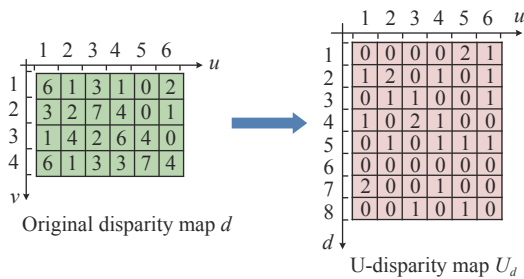 1 2 3 4 5 6 u
1 6 1 3 1 0 2
2 3 2 7 4 0 1
3 1 4 2 6 4 0
4 6 1 3 3 7 4
v
Original disparity map d
1 2 3 4 5 6 u
1 0 0 0 0 2 1
2 1 2 0 1 0 1
3 0 1 1 0 0 1
4 1 0 2 1 0 0
5 0 1 0 1 1 1
6 0 0 0 0 0 0
7 2 0 0 1 0 0
8 0 0 1 0 1 0
d
U-disparity map Ud